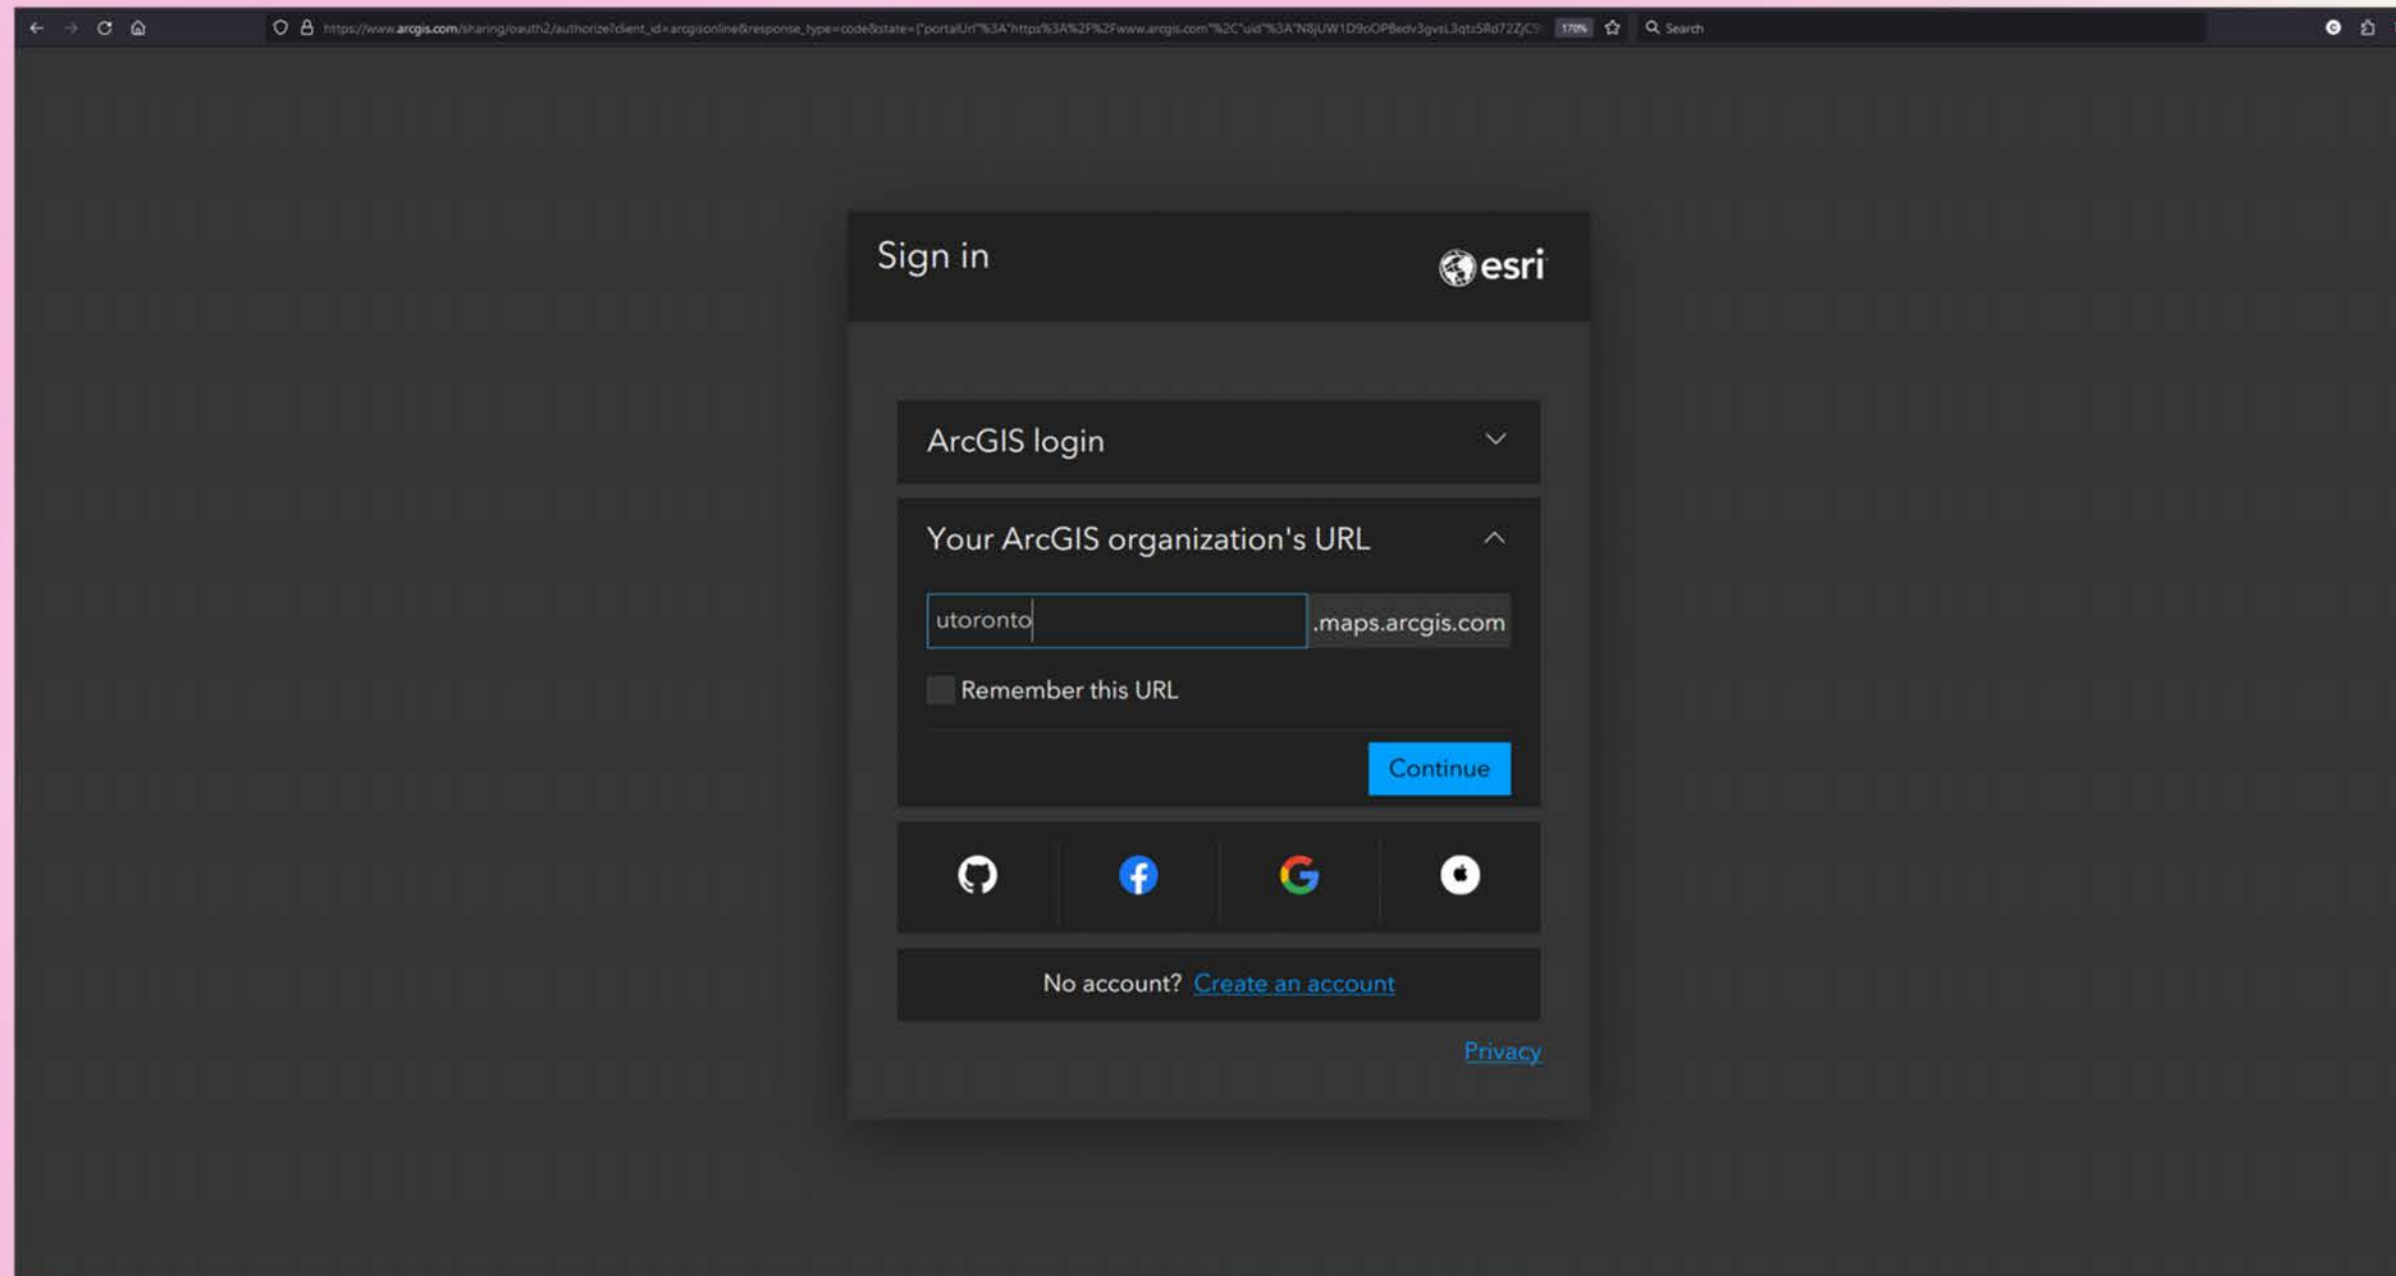 170%
Search
Sign in
esri
ArcGIS login
Your ArcGIS organization's URL
utoronto
.maps.arcgis.com
Remember this URL
Continue
No account? Create an account
Privacy